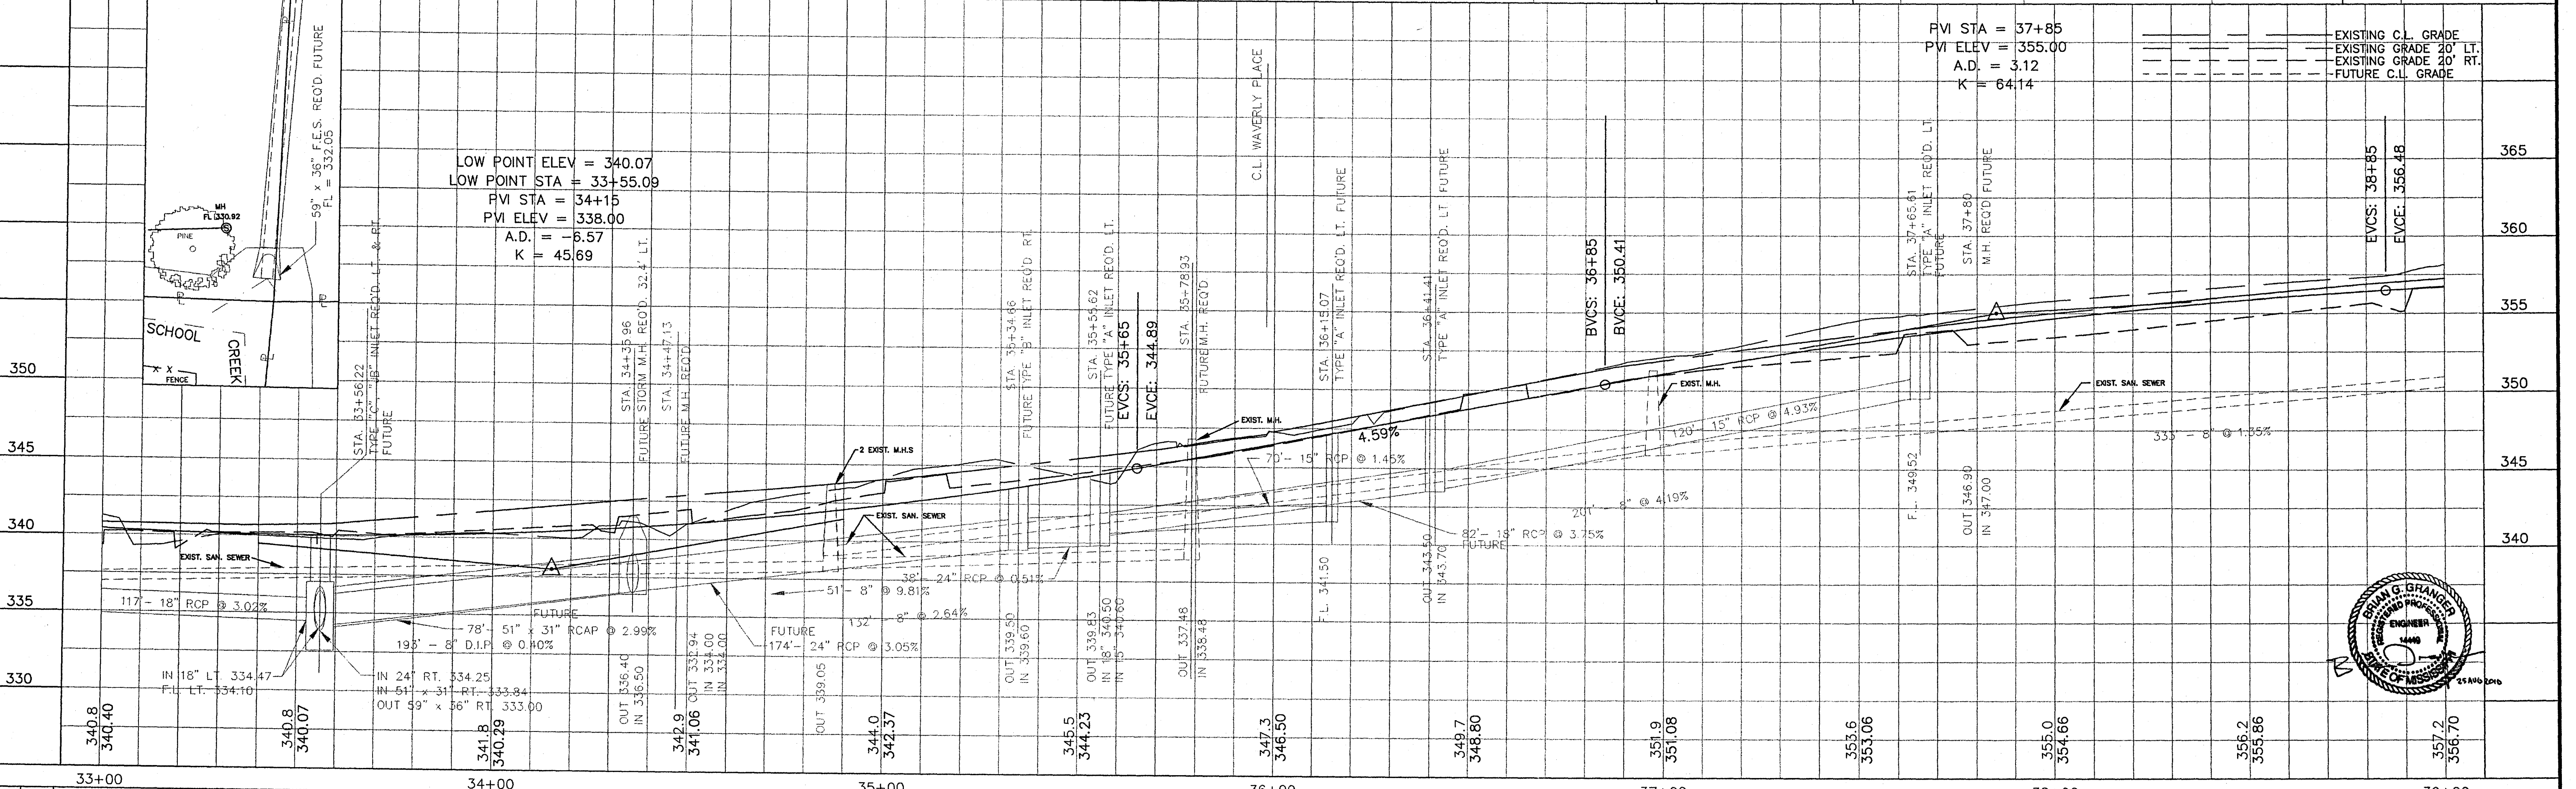 59" x 36" F.E.S. REQ'D. FUTURE
FL = 332.05
MH
FL 330.92
PINE
SCHOOL
CREEK
x x
FENCE
LOW POINT ELEV = 340.07
LOW POINT STA = 33+55.09
PVI STA = 34+15
PVI ELEV = 338.00
A.D. = -6.57
K = 45.69
PVI STA = 37+85
PVI ELEV = 355.00
A.D. = 3.12
K = 64.14
EXISTING C.L. GRADE
EXISTING GRADE 20' LT.
EXISTING GRADE 20' RT.
FUTURE C.L. GRADE
STA. 33+56.22
TYPE "C", "JB" INLET REQ'D. LT. & RT.
FUTURE
STA. 34+35.96
FUTURE STORM M.H. REQ'D. 32.4' LT.
STA. 34+47.13
FUTURE M.H REQ'D
STA. 35+34.66
FUTURE TYPE "B" INLET REQ'D RT.
STA. 35+55.62
FUTURE TYPE "A" INLET REQ'D. LT.
EVCS: 35+65
EVCE: 344.89
STA. 35+78.93
FUTURE M.H. REQ'D
C.L. WAVERLY PLACE
STA. 36+15.07
TYPE "A" INLET REQ'D. LT. FUTURE
STA. 36+41.41
TYPE "A" INLET REQ'D. LT FUTURE
BVCS: 36+85
BVCE: 350.41
STA. 37+65.61
TYPE "A" INLET REQ'D. LT.
FUTURE
STA. 37+80
M.H. REQ'D FUTURE
EVCS: 38+85
EVCE: 356.48
365
360
355
350
345
340
335
330
350
345
340
EXIST. SAN. SEWER
2 EXIST. M.H.S
EXIST. SAN. SEWER
EXIST. M.H.
4.59%
EXIST. M.H.
EXIST. SAN. SEWER
117'- 18" RCP @ 3.02%
FUTURE
78'- 51" x 31" RCAP @ 2.99%
193' - 8" D.I.P. @ 0.40%
FUTURE
174'- 24" RCP @ 3.05%
38'- 24" RCP @ 0.51%
51'- 8" @ 9.81%
132' - 8" @ 2.64%
70'- 15" RCP @ 1.45%
82'- 18" RCP @ 3.75%
FUTURE
120'- 15" RCP @ 4.93%
201' - 8" @ 4.19%
333' - 8" @ 1.35%
IN 18" LT. 334.47
F.L. LT. 334.10
IN 24" RT. 334.25
IN 51" x 31" RT. 333.84
OUT 59" x 36" RT. 333.00
OUT 336.40
IN 336.50
OUT 332.94
IN 334.00
IN 334.00
OUT 339.05
OUT 339.50
IN 339.60
OUT 339.83
IN 18" 340.50
IN 15" 340.60
OUT 337.48
IN 338.48
F.L. 341.50
OUT 343.50
IN 343.70
F.L. 349.52
OUT 346.90
IN 347.00
BRIAN G. GRANGER
REGISTERED PROFESSIONAL
ENGINEER
STATE OF MISSISSIPPI
25 AUG 2010
340.8
340.40
340.8
340.07
341.8
340.29
342.9
341.06
344.0
342.37
345.5
344.23
347.3
346.50
349.7
348.80
351.9
351.08
353.6
353.06
355.0
354.66
356.2
355.86
357.2
356.70
33+00
34+00
35+00
36+00